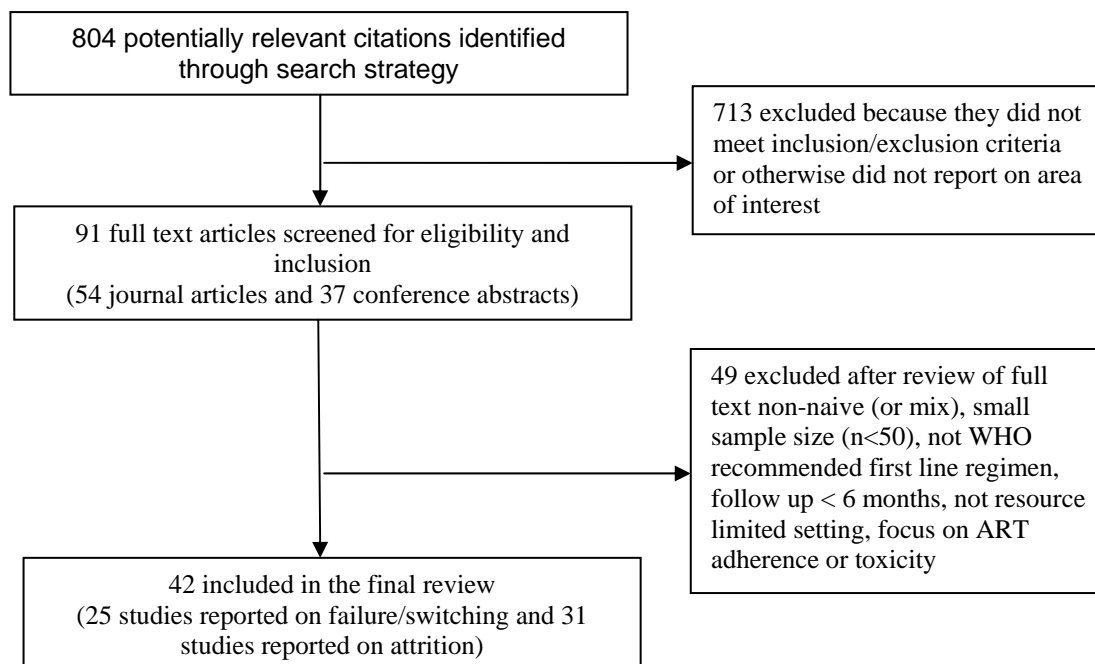 804 potentially relevant citations identified
through search strategy
713 excluded because they did not
meet inclusion/exclusion criteria
or otherwise did not report on area
of interest
91 full text articles screened for eligibility and
inclusion
(54 journal articles and 37 conference abstracts)
49 excluded after review of full
text non-naive (or mix), small
sample size (n<50), not WHO
recommended first line regimen,
follow up < 6 months, not resource
limited setting, focus on ART
adherence or toxicity
42 included in the final review
(25 studies reported on failure/switching and 31
studies reported on attrition)